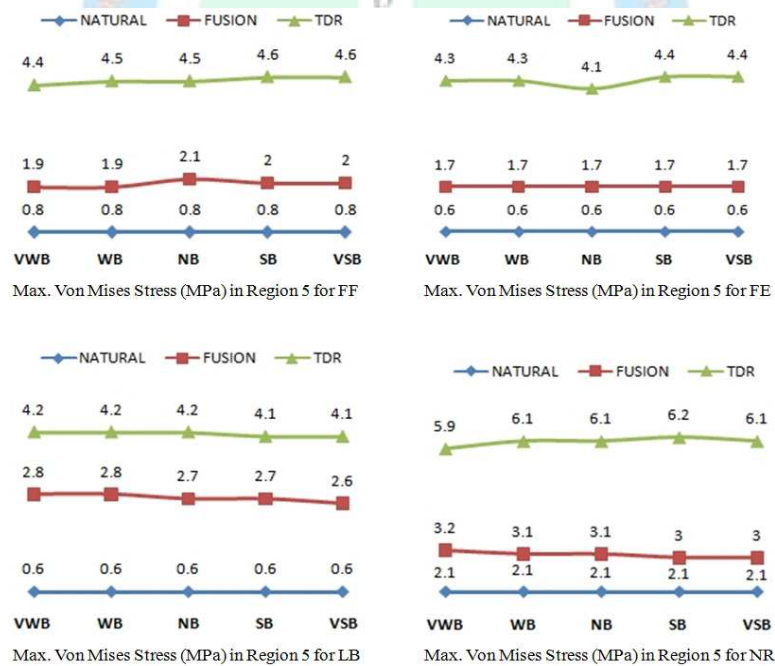 NATURAL FUSION TDR
4.4 4.5 4.5 4.6 4.6
1.9 1.9 2.1 2 2
0.8 0.8 0.8 0.8 0.8
VWB WB NB SB VSB
Max. Von Mises Stress (MPa) in Region 5 for FF
NATURAL FUSION TDR
4.3 4.3 4.1 4.4 4.4
1.7 1.7 1.7 1.7 1.7
0.6 0.6 0.6 0.6 0.6
VWB WB NB SB VSB
Max. Von Mises Stress (MPa) in Region 5 for FE
NATURAL FUSION TDR
4.2 4.2 4.2 4.1 4.1
2.8 2.8 2.7 2.7 2.6
0.6 0.6 0.6 0.6 0.6
VWB WB NB SB VSB
Max. Von Mises Stress (MPa) in Region 5 for LB
NATURAL FUSION TDR
5.9 6.1 6.1 6.2 6.1
3.2 3.1 3.1 3 3
2.1 2.1 2.1 2.1 2.1
VWB WB NB SB VSB
Max. Von Mises Stress (MPa) in Region 5 for NR